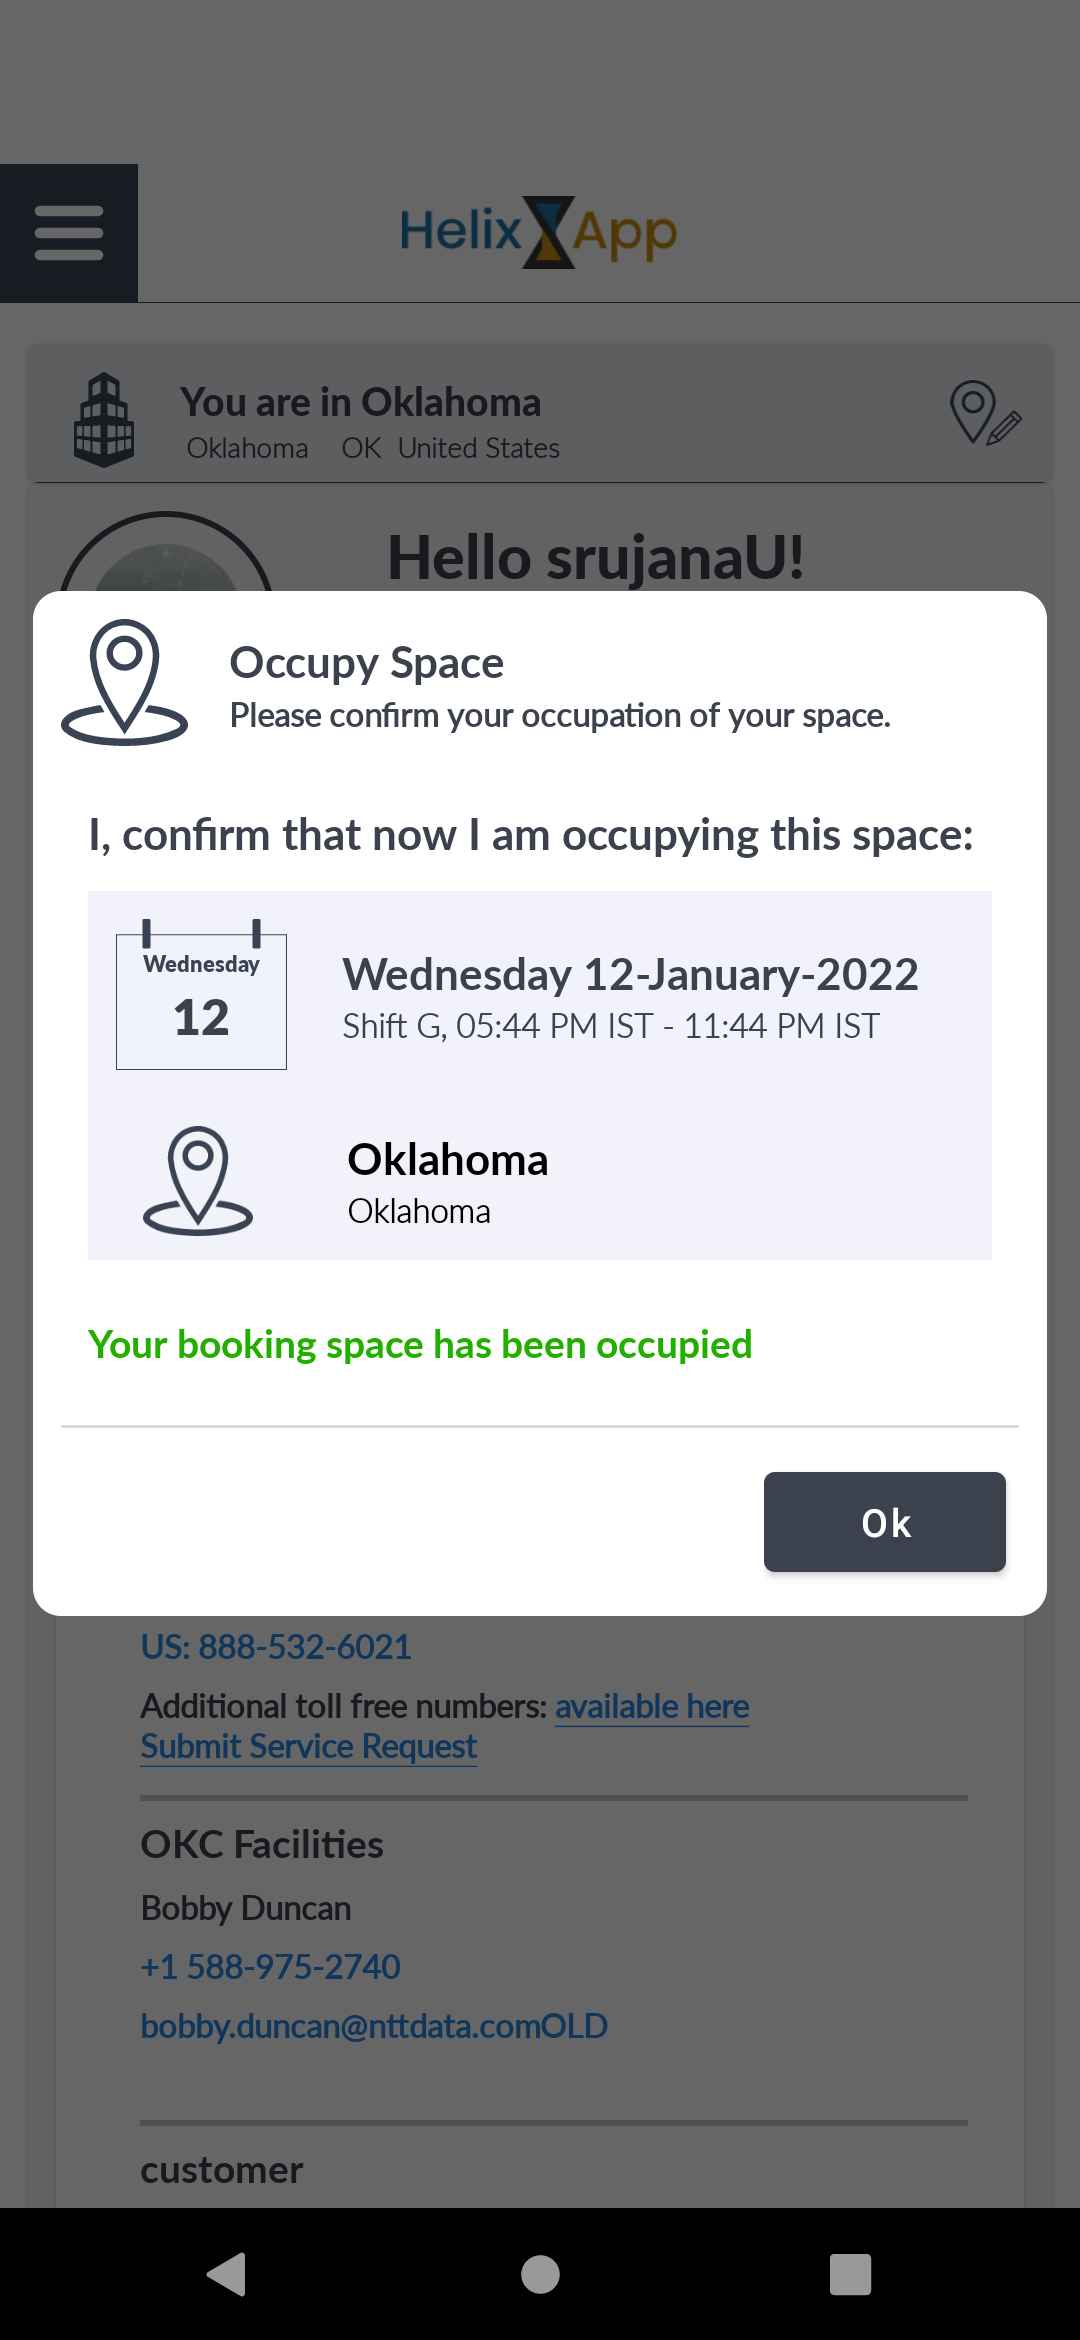 Helix App
You are in Oklahoma
Oklahoma OK United States
Hello srujanaU!
Occupy Space
Please confirm your occupation of your space.
I, confirm that now I am occupying this space:
Wednesday
12
Wednesday 12-January-2022
Shift G, 05:44 PM IST - 11:44 PM IST
Oklahoma
Oklahoma
Your booking space has been occupied
Ok
US: 888-532-6021
Additional toll free numbers: available here
Submit Service Request
OKC Facilities
Bobby Duncan
+1 588-975-2740
bobby.duncan@nttdata.comOLD
customer